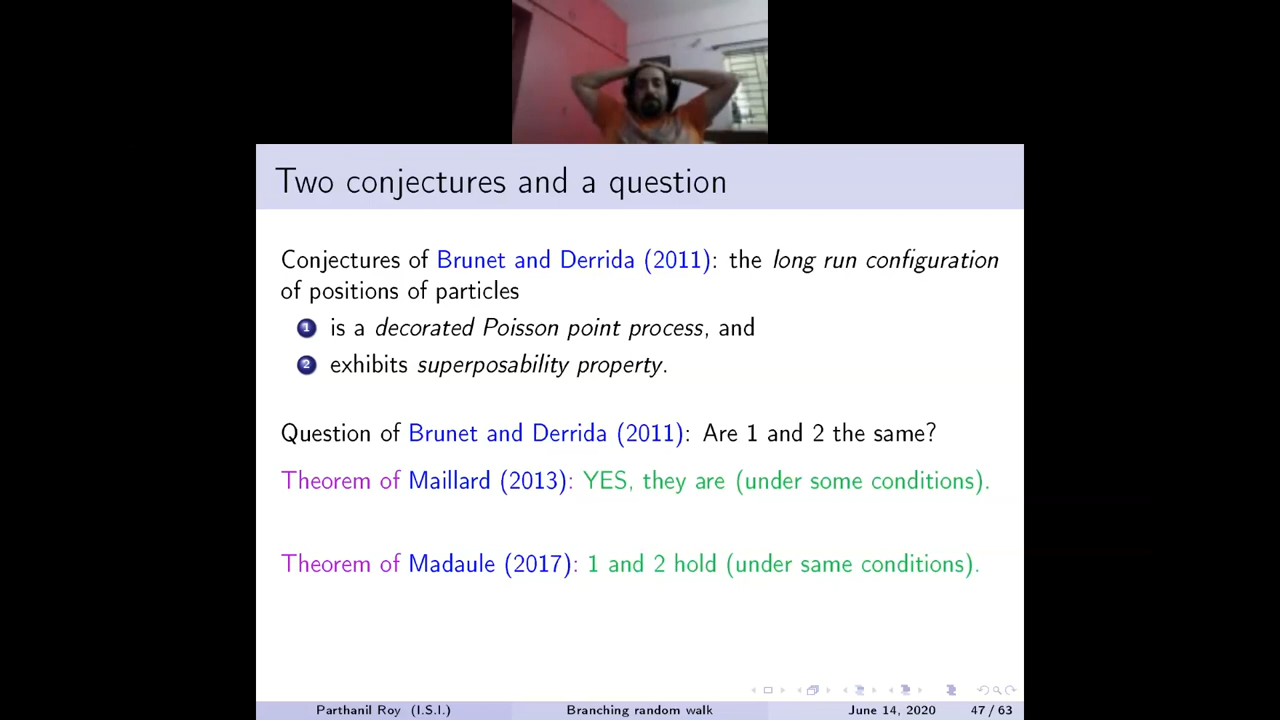 Two conjectures and a question
Conjectures of Brunet and Derrida (2011): the long run configuration
of positions of particles
1 is a decorated Poisson point process, and
2 exhibits superposability property.
Question of Brunet and Derrida (2011): Are 1 and 2 the same?
Theorem of Maillard (2013): YES, they are (under some conditions).
Theorem of Madaule (2017): 1 and 2 hold (under same conditions).
Parthanil Roy (I.S.I.) Branching random walk June 14, 2020 47 / 63